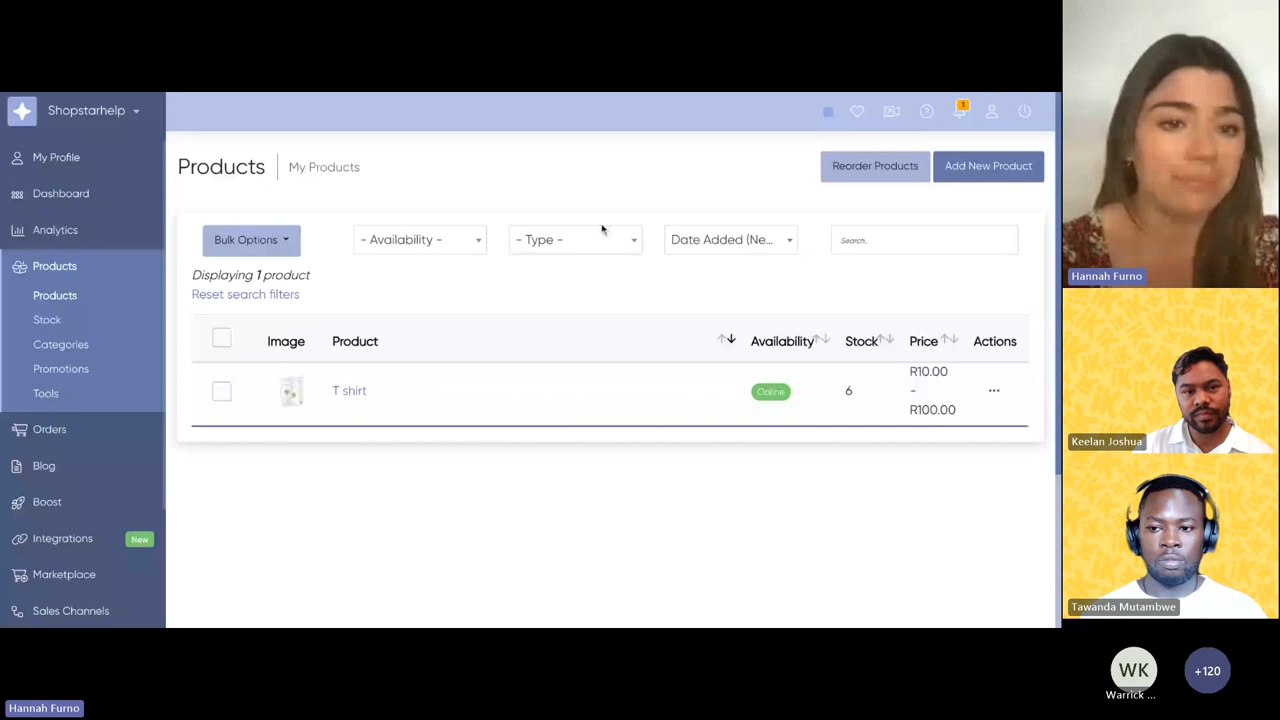 Shopstarhelp
1
My Profile
Dashboard
Analytics
Products
Products
Stock
Categories
Promotions
Tools
Orders
Blog
Boost
Integrations New
Marketplace
Sales Channels
Products My Products
Reorder Products
Add New Product
Bulk Options
- Availability -
- Type -
Date Added (Ne...
Search..
Displaying 1 product
Reset search filters
Image Product Availability Stock Price Actions
T shirt Online 6 R10.00 - R100.00 ...
Hannah Furno
Keelan Joshua
Tawanda Mutambwe
WK
Warrick ...
+120
Hannah Furno